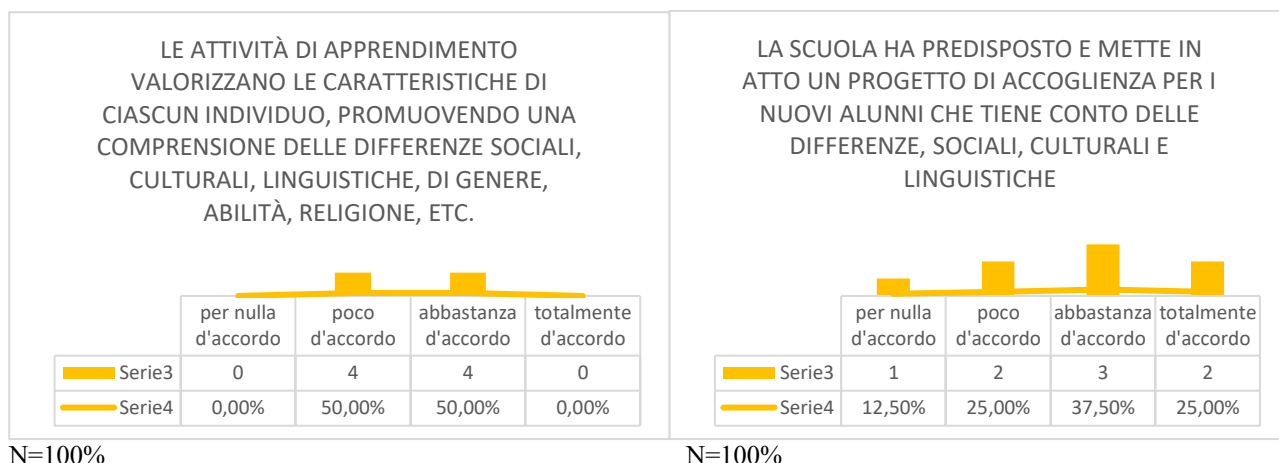 LE ATTIVITÀ DI APPRENDIMENTO
VALORIZZANO LE CARATTERISTICHE DI
CIASCUN INDIVIDUO, PROMUOVENDO UNA
COMPRENSIONE DELLE DIFFERENZE SOCIALI,
CULTURALI, LINGUISTICHE, DI GENERE,
ABILITÀ, RELIGIONE, ETC.
per nulla poco abbastanza totalmente
d'accordo d'accordo d'accordo d'accordo
Serie3 0 4 4 0
Serie4 0,00% 50,00% 50,00% 0,00%
N=100%
LA SCUOLA HA PREDISPOSTO E METTE IN
ATTO UN PROGETTO DI ACCOGLIENZA PER I
NUOVI ALUNNI CHE TIENE CONTO DELLE
DIFFERENZE, SOCIALI, CULTURALI E
LINGUISTICHE
per nulla poco abbastanza totalmente
d'accordo d'accordo d'accordo d'accordo
Serie3 1 2 3 2
Serie4 12,50% 25,00% 37,50% 25,00%
N=100%